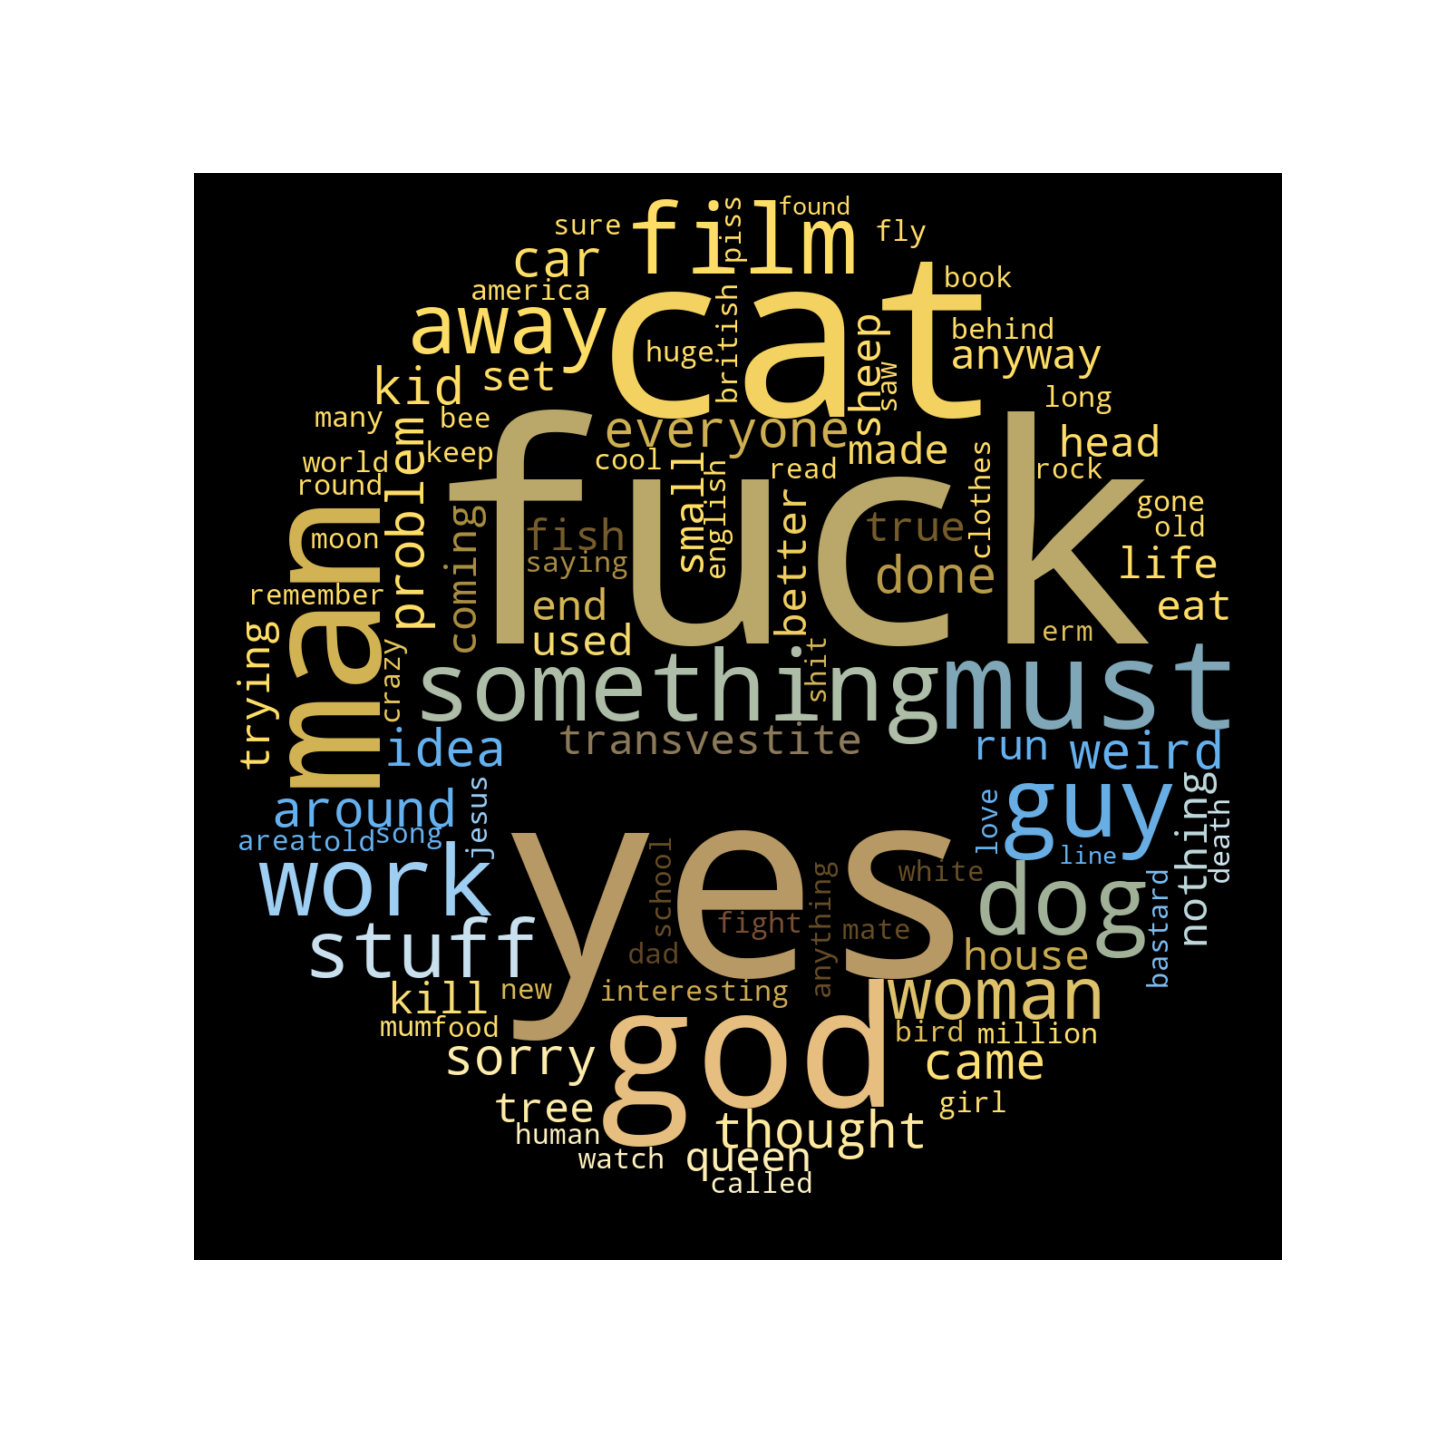 sure
film
piss
found
fly
car
america
cat
book
away
huge
british
sheep
saw
behind
anyway
kid
set
long
many
bee
fuck
everyone
made
head
world
keep
problem
cool
small
english
read
clothes
rock
round
man
moon
coming
fish
saying
better
true
done
gone
old
life
remember
end
used
eat
erm
trying
crazy
something
shit
must
idea
transvestite
run
weird
around
jesus
areatold
song
yes
love
guy
line
nothing
death
work
school
anything
white
dog
bastard
stuff
fight
mate
dad
house
kill
new
interesting
god
woman
mumfood
bird
million
sorry
came
tree
girl
human
thought
watch
queen
called